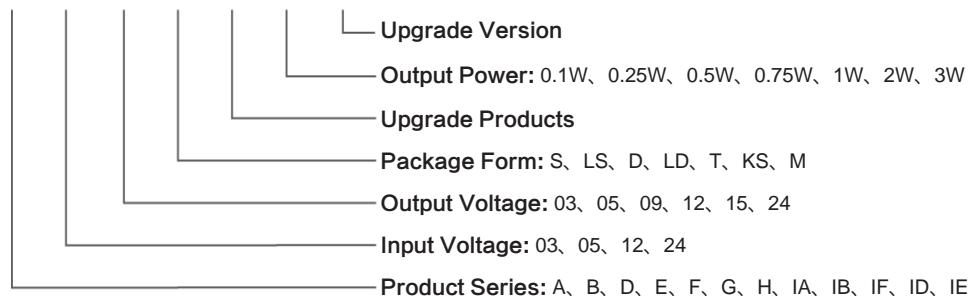 Upgrade Version
Output Power: 0.1W、0.25W、0.5W、0.75W、1W、2W、3W
Upgrade Products
Package Form: S、LS、D、LD、T、KS、M
Output Voltage: 03、05、09、12、15、24
Input Voltage: 03、05、12、24
Product Series: A、B、D、E、F、G、H、IA、IB、IF、ID、IE